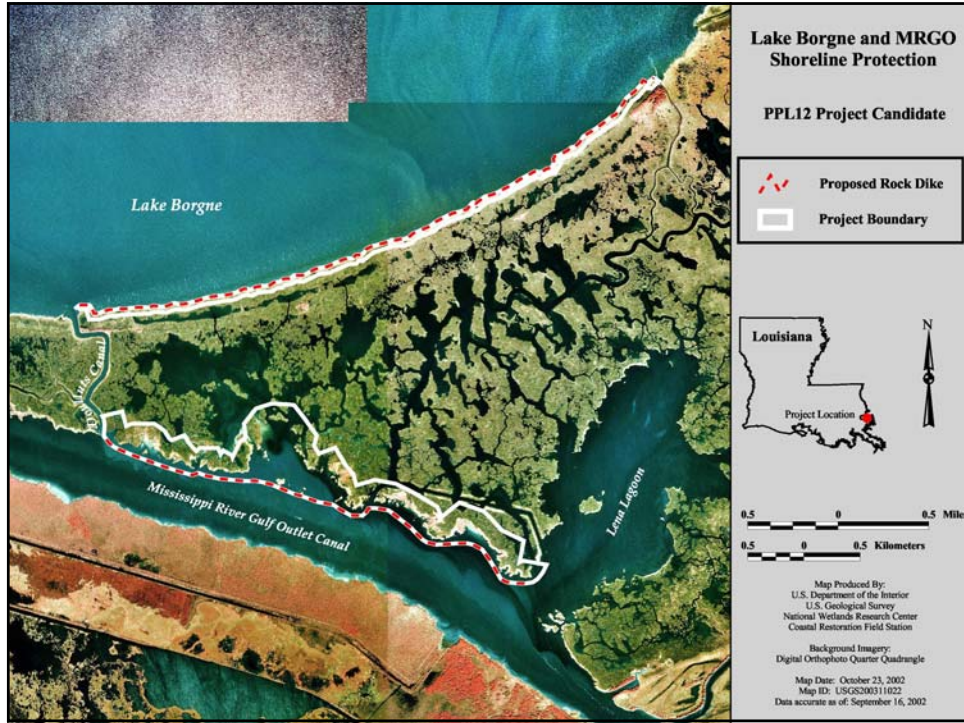 Lake Borgne and MRGO
Shoreline Protection
PPL12 Project Candidate
Proposed Rock Dike
Project Boundary
Lake Borgne
Canal
Mississippi River Gulf Outlet Canal
Lena Lagoon
Louisiana
N
Project Location
0.5 0 0.5 Mile
0.5 0 0.5 Kilometers
Map Produced By:
U.S. Department of the Interior
U.S. Geological Survey
National Wetlands Research Center
Coastal Restoration Field Station
Background Imagery:
Digital Orthophoto Quarter Quadrangle
Map Date: October 23, 2002
Map ID: USGS200311022
Data accurate as of: September 16, 2002